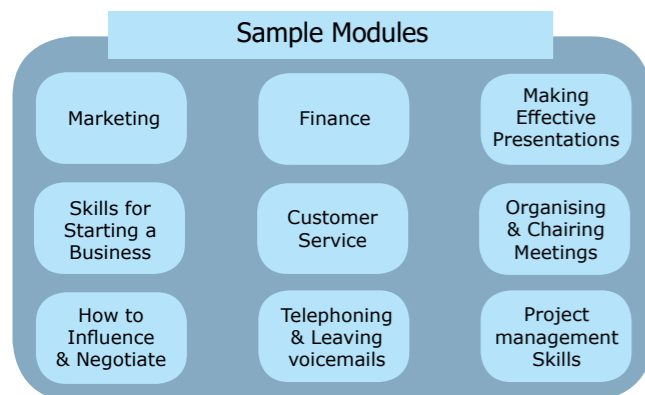 Sample Modules
Marketing
Finance
Making
Effective
Presentations
Skills for
Starting a
Business
Customer
Service
Organising
& Chairing
Meetings
How to
Influence
& Negotiate
Telephoning
& Leaving
voicemails
Project
management
Skills